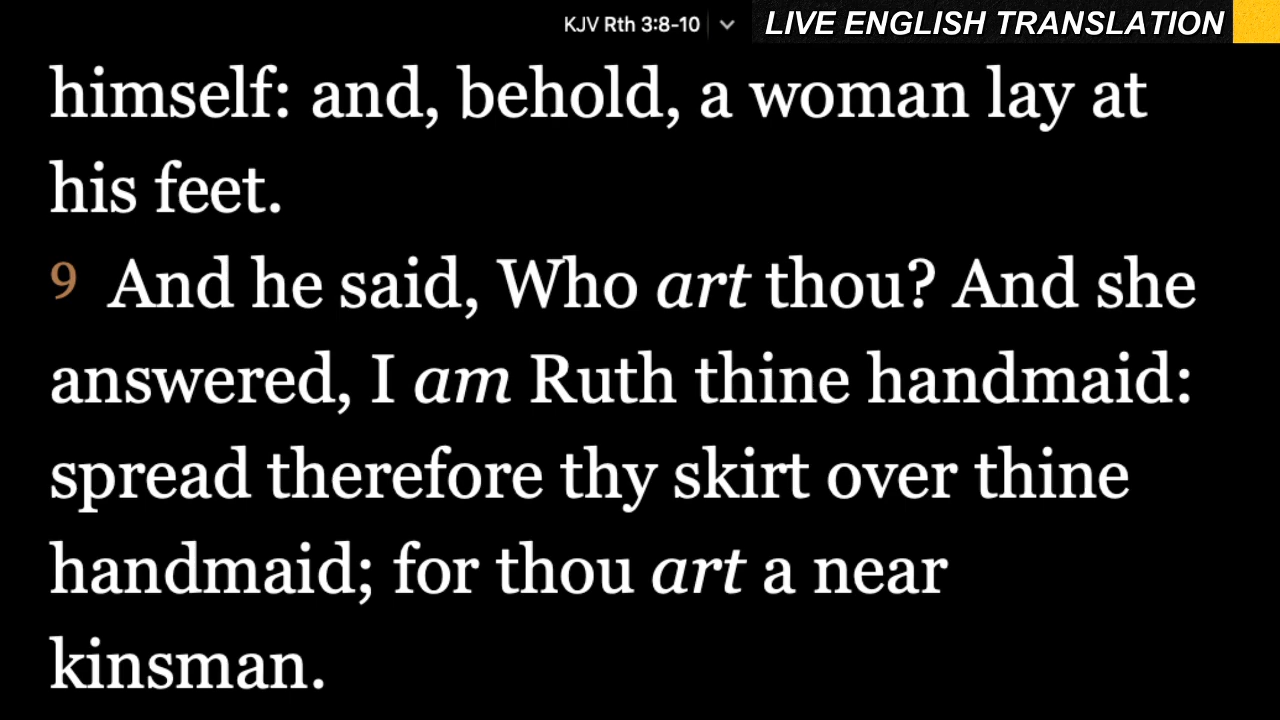 KJV Rth 3:8-10
LIVE ENGLISH TRANSLATION
himself: and, behold, a woman lay at
his feet.
9 And he said, Who art thou? And she
answered, I am Ruth thine handmaid:
spread therefore thy skirt over thine
handmaid; for thou art a near
kinsman.